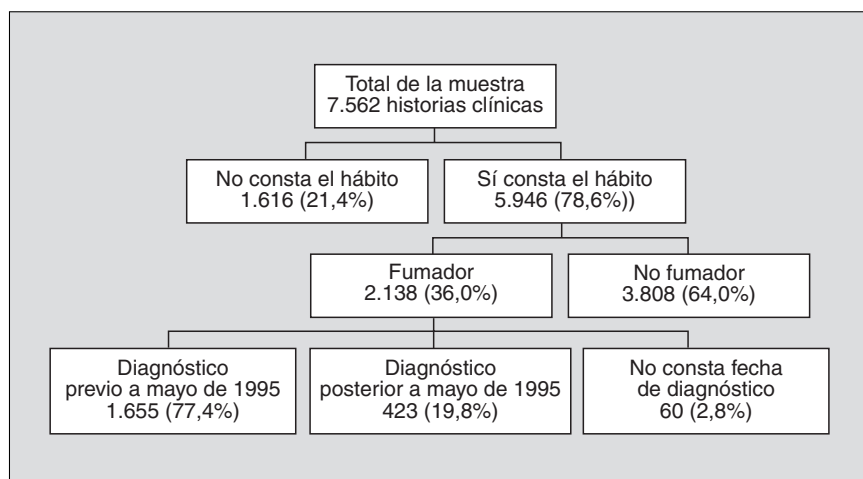 Total de la muestra
7.562 historias clínicas
No consta el hábito
1.616 (21,4%)
Sí consta el hábito
5.946 (78,6%))
Fumador
2.138 (36,0%)
No fumador
3.808 (64,0%)
Diagnóstico
previo a mayo de 1995
1.655 (77,4%)
Diagnóstico
posterior a mayo de 1995
423 (19,8%)
No consta fecha
de diagnóstico
60 (2,8%)